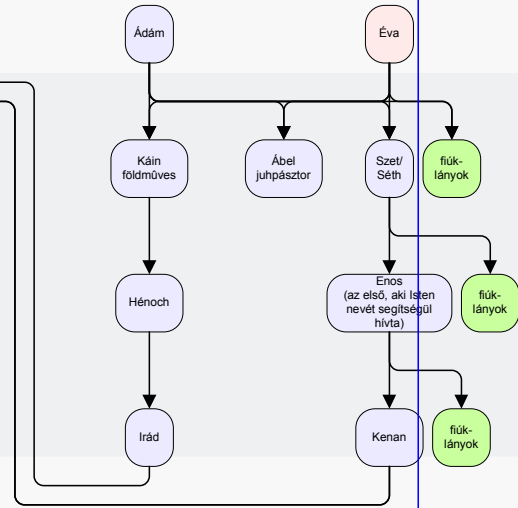 Ádám
Éva
Káin
földmûves
Ábel
juhpásztor
Szet/
Séth
fiúk-
lányok
Hénoch
Enos
(az első, aki Isten
nevét segítségül
hívta)
fiúk-
lányok
Irád
Kenan
fiúk-
lányok